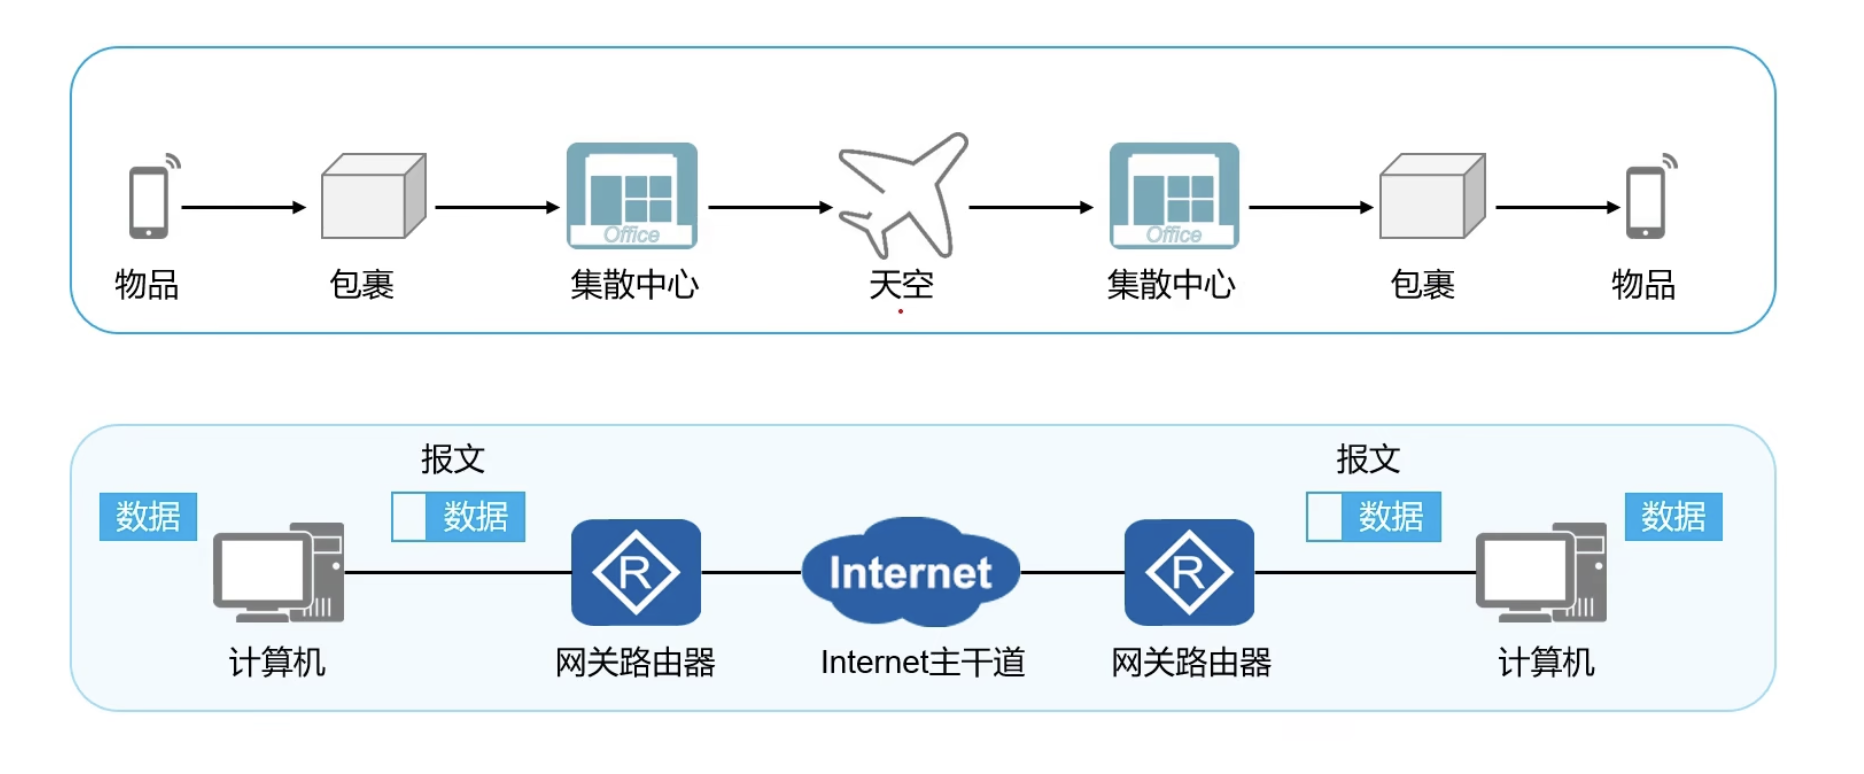 Office
Office
物品
包裹
集散中心
天空
集散中心
包裹
物品
报文
报文
数据
数据
数据
数据
R
Internet
R
计算机
网关路由器
Internet主干道
网关路由器
计算机